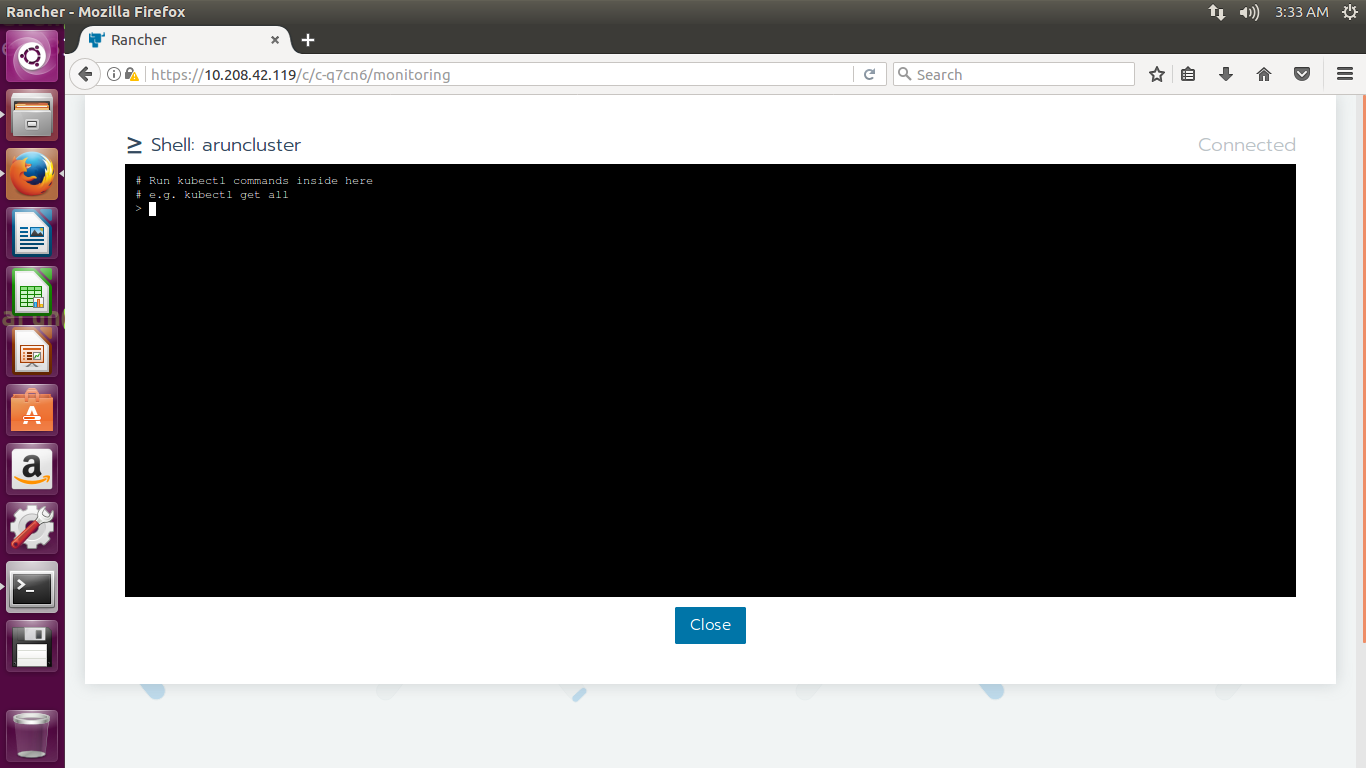 Rancher - Mozilla Firefox
3:33 AM
Rancher
https://10.208.42.119/c/c-q7cn6/monitoring
Search
≥ Shell: aruncluster
Connected
# Run kubectl commands inside here
# e.g. kubectl get all
>
Close